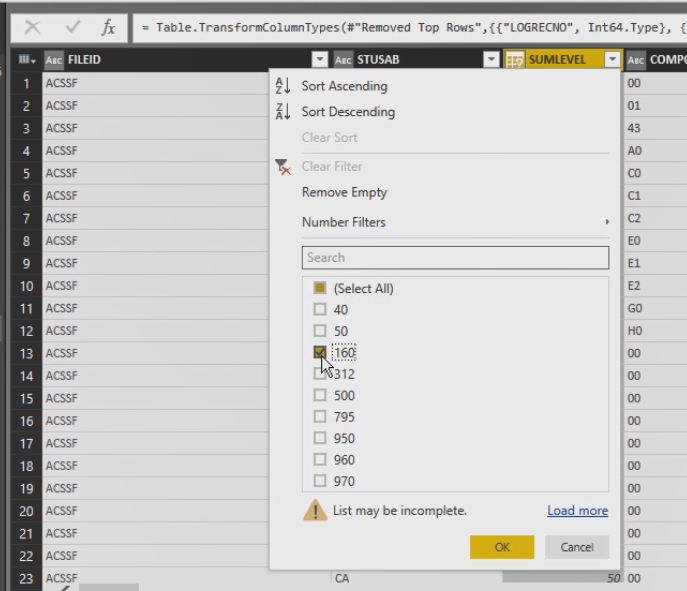 = Table.TransformColumnTypes(#"Removed Top Rows",{{"LOGRECNO", Int64.Type}, {
ABC FILEID ABC STUSAB SUMLEVEL ABC COMPO
1 ACSSF 00
2 ACSSF 01
3 ACSSF 43
4 ACSSF A0
5 ACSSF C0
6 ACSSF C1
7 ACSSF C2
8 ACSSF E0
9 ACSSF E1
10 ACSSF E2
11 ACSSF G0
12 ACSSF H0
13 ACSSF 00
14 ACSSF 00
15 ACSSF 00
16 ACSSF 00
17 ACSSF 00
18 ACSSF 00
19 ACSSF 00
20 ACSSF 00
21 ACSSF 00
22 ACSSF 00
23 ACSSF CA 50 00
Sort Ascending
Sort Descending
Clear Sort
Clear Filter
Remove Empty
Number Filters
Search
(Select All)
40
50
160
312
500
795
950
960
970
List may be incomplete. Load more
OK Cancel